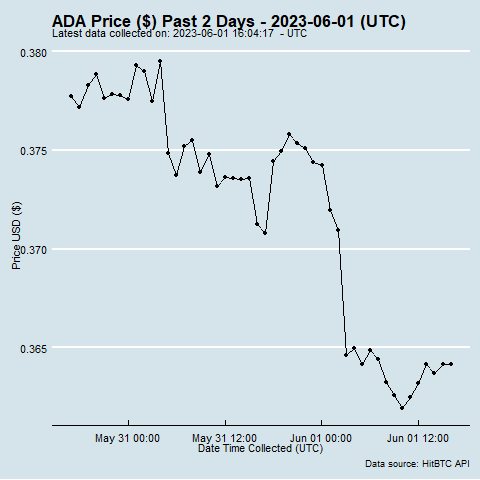 ADA Price ($) Past 2 Days - 2023-06-01 (UTC)
Latest data collected on: 2023-06-01 16:04:17 - UTC
0.380
0.375
0.370
0.365
Price USD ($)
May 31 00:00
May 31 12:00
Jun 01 00:00
Jun 01 12:00
Date Time Collected (UTC)
Data source: HitBTC API